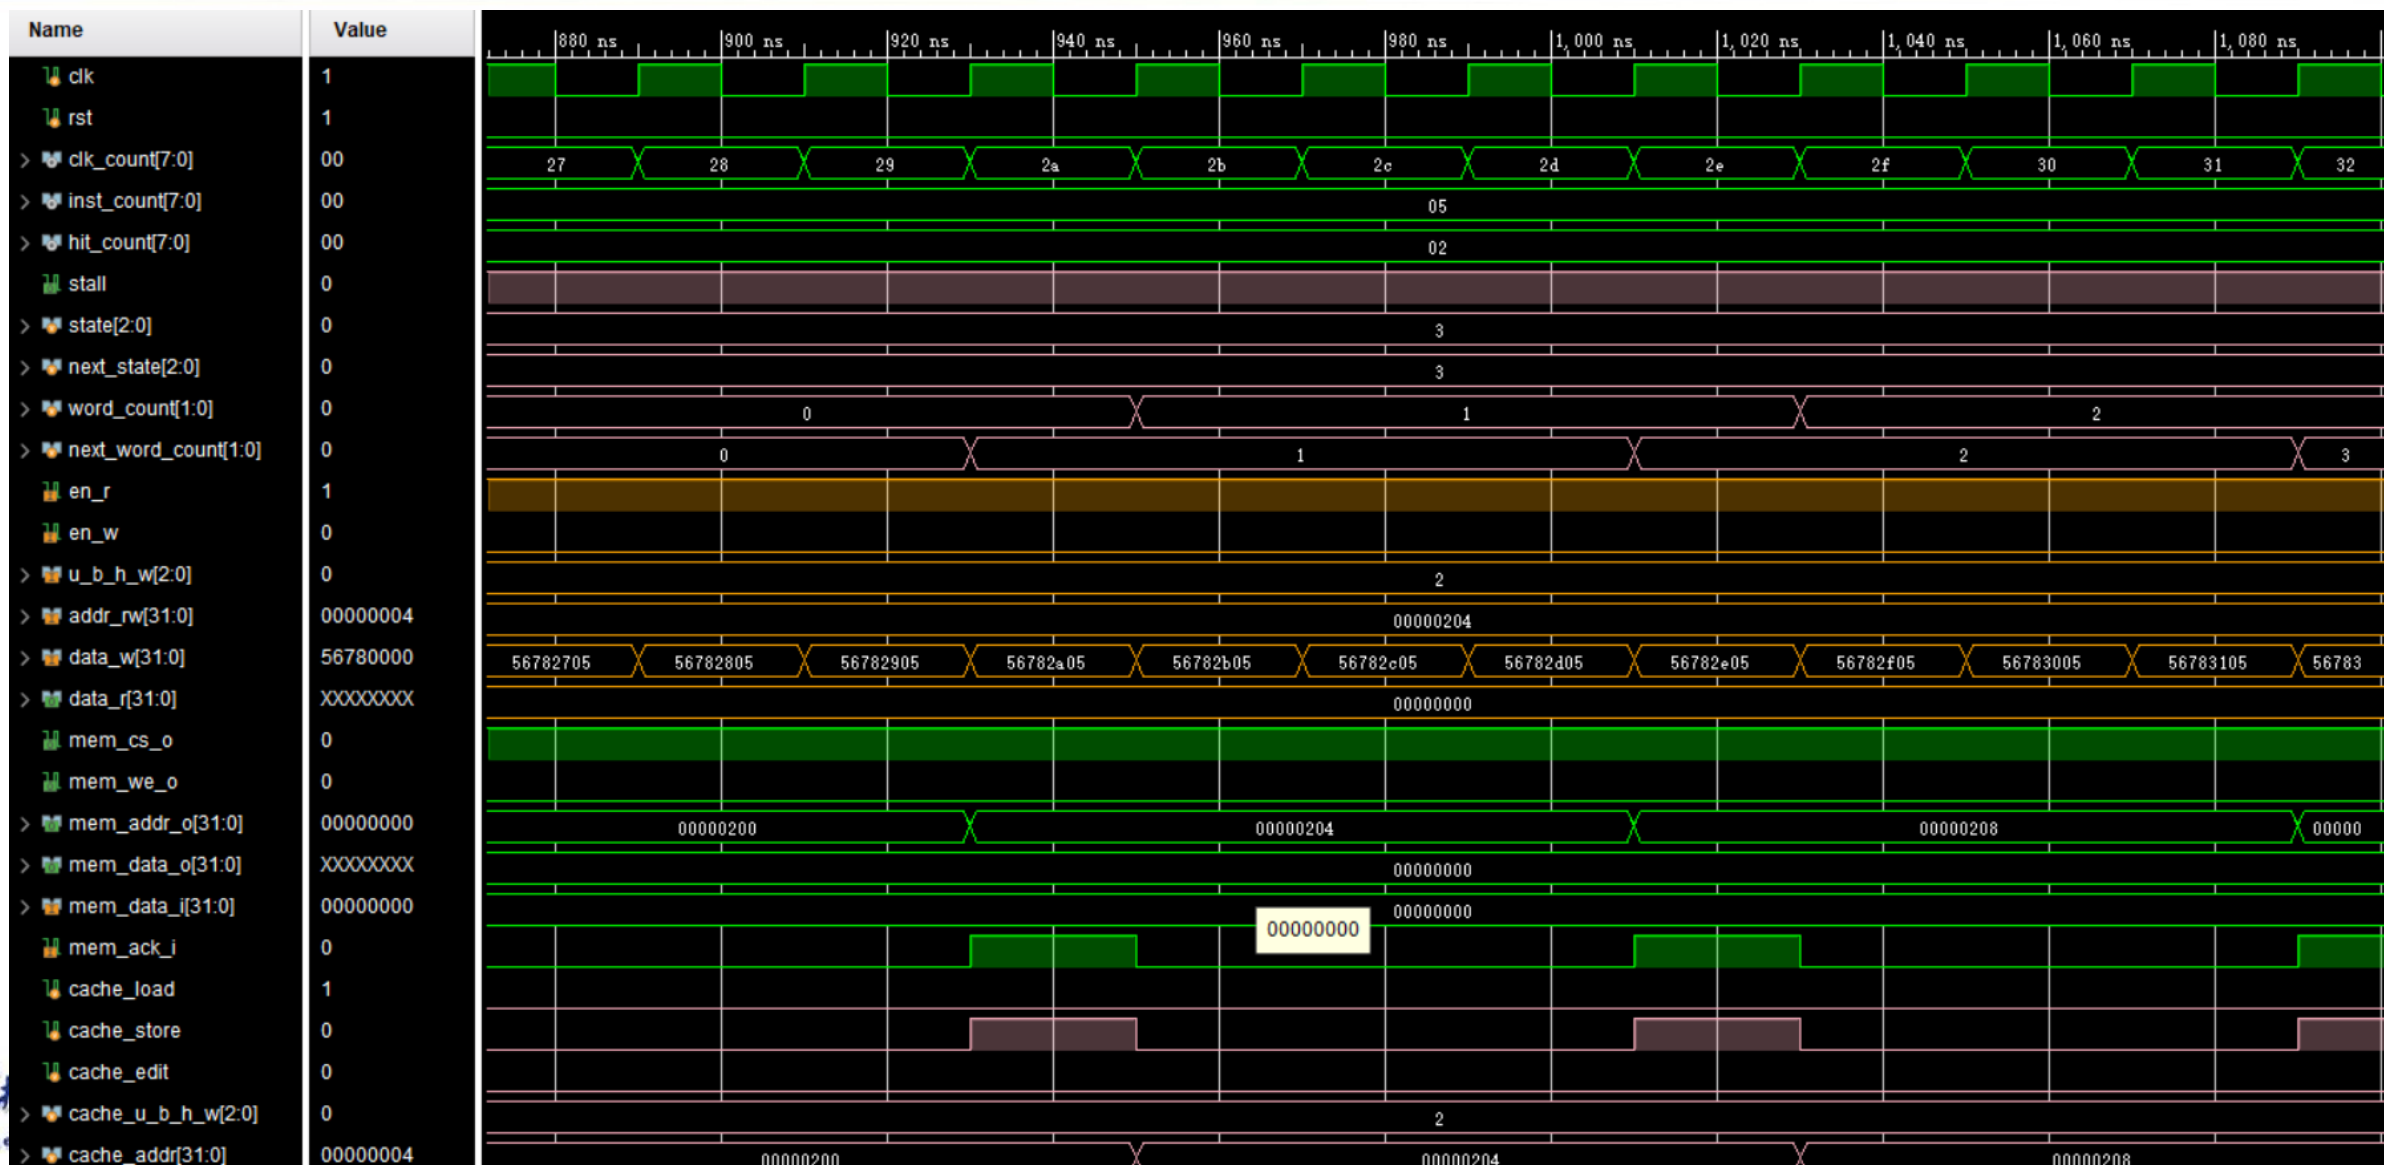 Name Value 880 ns 900 ns 920 ns 940 ns 960 ns 980 ns 1,000 ns 1,020 ns 1,040 ns 1,060 ns 1,080 ns
clk 1
rst 1
clk_count[7:0] 00 27 28 29 2a 2b 2c 2d 2e 2f 30 31 32
inst_count[7:0] 00 05
hit_count[7:0] 00 02
stall 0
state[2:0] 0 3
next_state[2:0] 0 3
word_count[1:0] 0 0 1 2
next_word_count[1:0] 0 0 1 2 3
en_r 1
en_w 0
u_b_h_w[2:0] 0 2
addr_rw[31:0] 00000004 00000204
data_w[31:0] 56780000 56782705 56782805 56782905 56782a05 56782b05 56782c05 56782d05 56782e05 56782f05 56783005 56783105 56783
data_r[31:0] XXXXXXXX 00000000
mem_cs_o 0
mem_we_o 0
mem_addr_o[31:0] 00000000 00000200 00000204 00000208 00000
mem_data_o[31:0] XXXXXXXX 00000000
mem_data_i[31:0] 00000000 00000000
00000000
mem_ack_i 0
cache_load 1
cache_store 0
cache_edit 0
cache_u_b_h_w[2:0] 0 2
cache_addr[31:0] 00000004 00000200 00000204 00000208